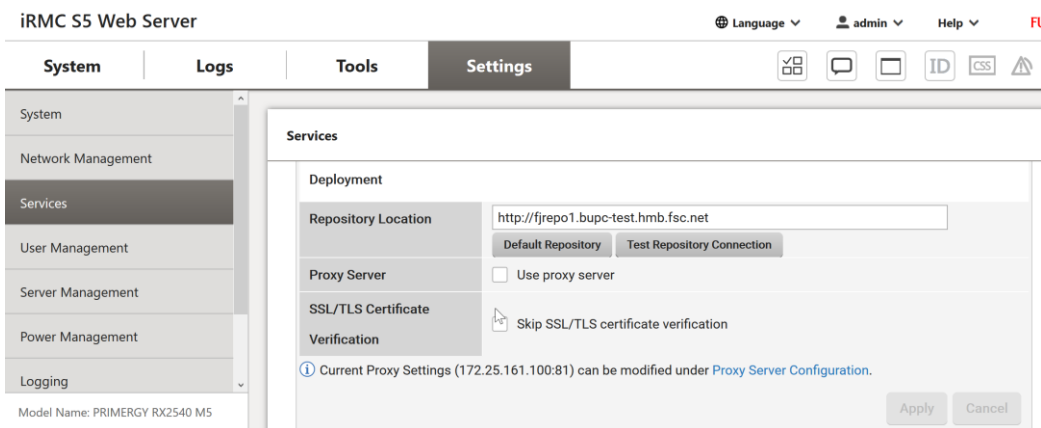 iRMC S5 Web Server
Language
admin
Help
System
Logs
Tools
Settings
ID
CSS
System
Network Management
Services
User Management
Server Management
Power Management
Logging
Model Name: PRIMERGY RX2540 M5
Services
Deployment
Repository Location
http://fjrepo1.bupc-test.hmb.fsc.net
Default Repository
Test Repository Connection
Proxy Server
Use proxy server
SSL/TLS Certificate
Verification
Skip SSL/TLS certificate verification
Current Proxy Settings (172.25.161.100:81) can be modified under Proxy Server Configuration.
Apply
Cancel